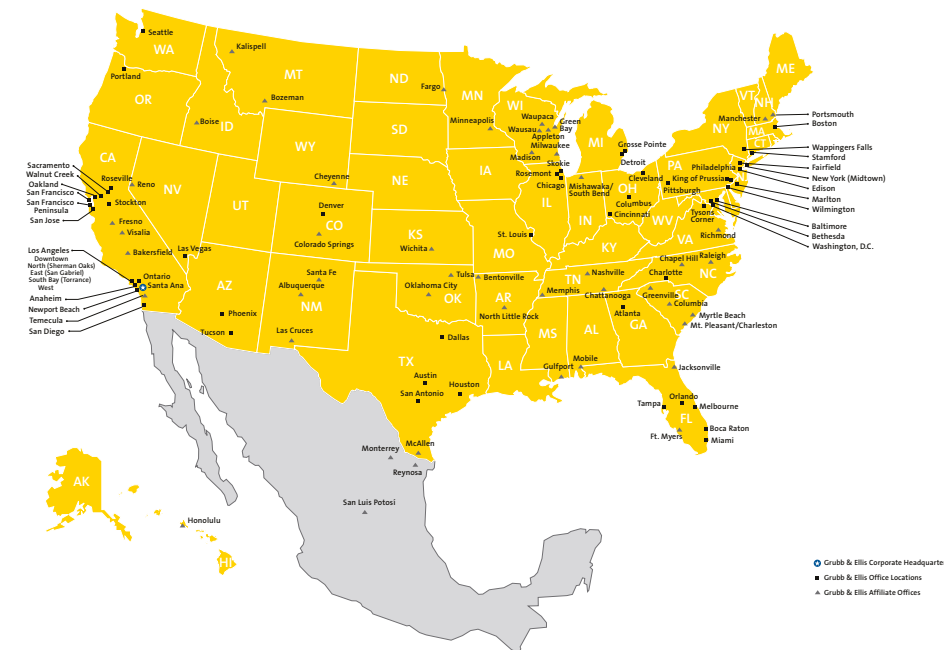 Seattle
WA
Kalispell
MT
ND
Fargo
MN
Portland
Bozeman
OR
Boise
ID
SD
Minneapolis
WI
Waupaca
Green
Bay
Wausau
Appleton
Milwaukee
Madison
MI
Grosse Pointe
Detroit
ME
VT
NH
Manchester
NY
MA
CT
Portsmouth
Boston
Wappingers Falls
Stamford
Fairfield
New York (Midtown)
Edison
Marlton
Wilmington
Baltimore
Bethesda
Washington, D.C.
CA
Sacramento
Walnut Creek
Oakland
San Francisco
San Francisco
Peninsula
San Jose
Roseville
Reno
Stockton
Fresno
Visalia
Bakersfield
NV
UT
WY
Cheyenne
NE
IA
Skokie
Rosemont
Chicago
Mishawaka/
South Bend
Cleveland
PA
Philadelphia
King of Prussia
Pittsburgh
OH
Columbus
Cincinnati
IL
IN
WV
Tysons
Corner
VA
Richmond
Denver
CO
Colorado Springs
KS
Wichita
St. Louis
MO
KY
Los Angeles
Downtown
North (Sherman Oaks)
East (San Gabriel)
South Bay (Torrance)
West
Anaheim
Newport Beach
Temecula
San Diego
Las Vegas
Ontario
Santa Ana
AZ
Phoenix
Tucson
Santa Fe
Albuquerque
NM
Las Cruces
Tulsa
Oklahoma City
OK
Bentonville
AR
North Little Rock
TN
Nashville
Memphis
Chattanooga
Chapel Hill
Raleigh
NC
Charlotte
Greenville
SC
Columbia
Myrtle Beach
Mt. Pleasant/Charleston
Atlanta
GA
MS
AL
Dallas
TX
LA
Mobile
Gulfport
Jacksonville
Austin
San Antonio
Houston
Tampa
Orlando
Melbourne
FL
Ft. Myers
Boca Raton
Miami
McAllen
Monterrey
Reynosa
San Luis Potosi
AK
Honolulu
HI
Grubb & Ellis Corporate Headquarte
Grubb & Ellis Office Locations
Grubb & Ellis Affiliate Offices